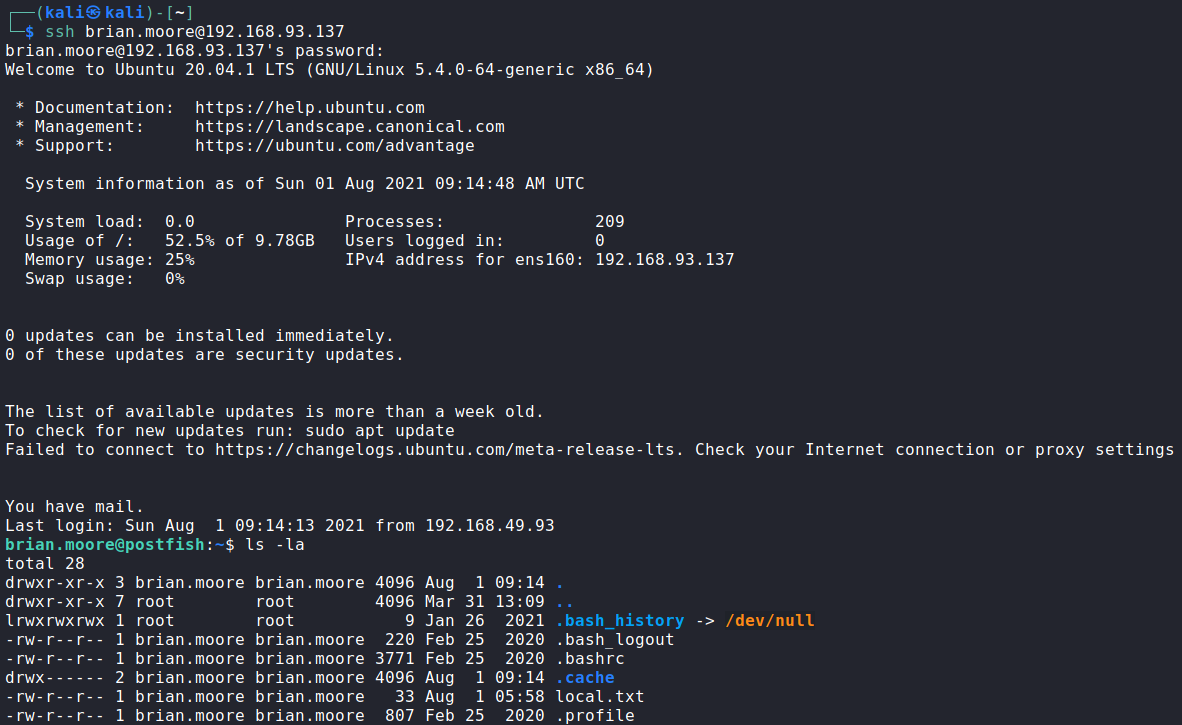 ┌──(kali㉿kali)-[~]
└─$ ssh brian.moore@192.168.93.137
brian.moore@192.168.93.137's password:
Welcome to Ubuntu 20.04.1 LTS (GNU/Linux 5.4.0-64-generic x86_64)
* Documentation:  https://help.ubuntu.com
* Management:     https://landscape.canonical.com
* Support:        https://ubuntu.com/advantage
System information as of Sun 01 Aug 2021 09:14:48 AM UTC
System load:  0.0               Processes:               209
Usage of /:   52.5% of 9.78GB   Users logged in:         0
Memory usage: 25%               IPv4 address for ens160: 192.168.93.137
Swap usage:   0%
0 updates can be installed immediately.
0 of these updates are security updates.
The list of available updates is more than a week old.
To check for new updates run: sudo apt update
Failed to connect to https://changelogs.ubuntu.com/meta-release-lts. Check your Internet connection or proxy settings
You have mail.
Last login: Sun Aug  1 09:14:13 2021 from 192.168.49.93
brian.moore@postfish:~$ ls -la
total 28
drwxr-xr-x 3 brian.moore brian.moore 4096 Aug  1 09:14 .
drwxr-xr-x 7 root        root        4096 Mar 31 13:09 ..
lrwxrwxrwx 1 root        root           9 Jan 26  2021 .bash_history -> /dev/null
-rw-r--r-- 1 brian.moore brian.moore  220 Feb 25  2020 .bash_logout
-rw-r--r-- 1 brian.moore brian.moore 3771 Feb 25  2020 .bashrc
drwx------ 2 brian.moore brian.moore 4096 Aug  1 09:14 .cache
-rw-r--r-- 1 brian.moore brian.moore   33 Aug  1 05:58 local.txt
-rw-r--r-- 1 brian.moore brian.moore  807 Feb 25  2020 .profile